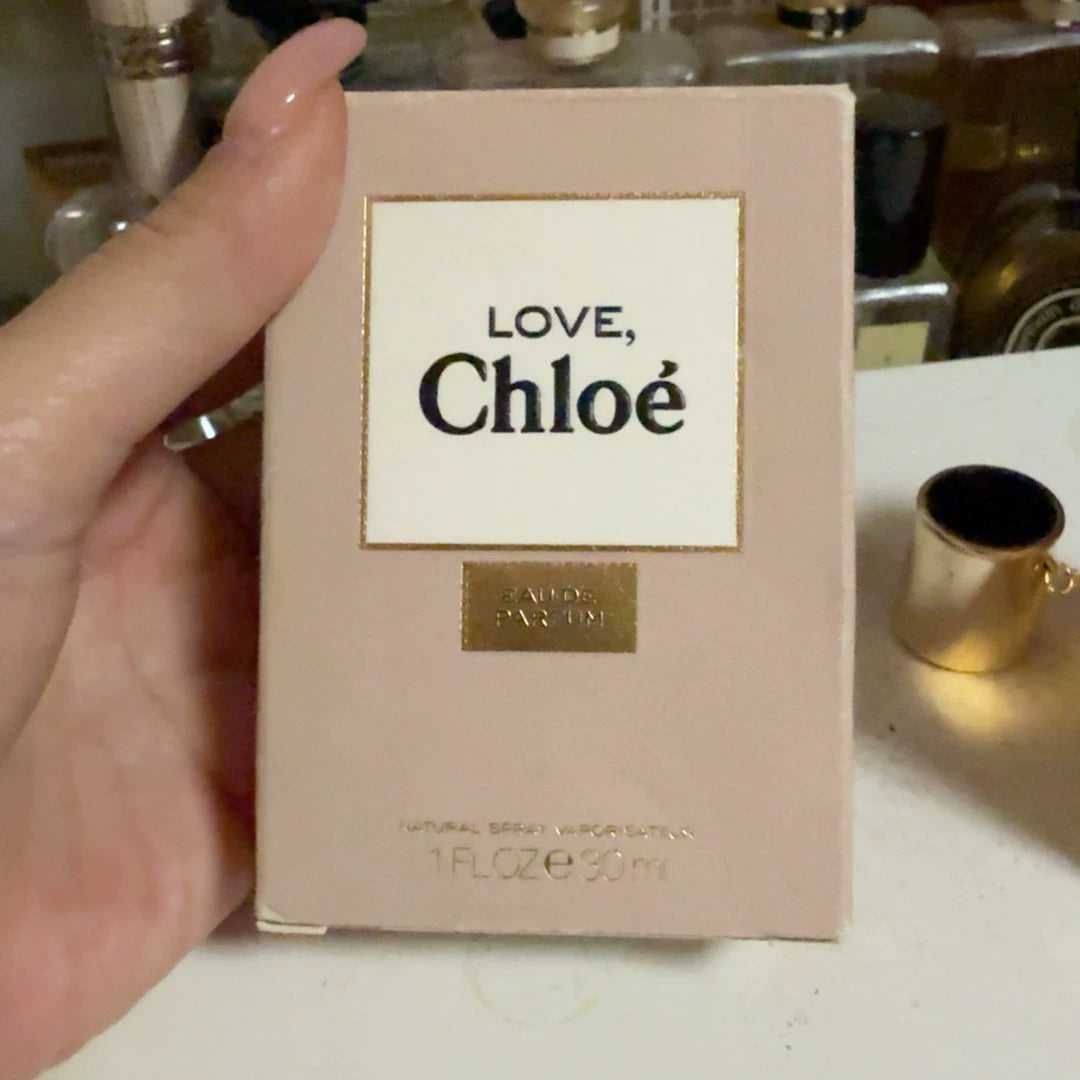 LOVE,
Chloé
EAU DE
PARFUM
NATURAL SPRAY VAPORISATEUR
1 FL OZ e 30 ml